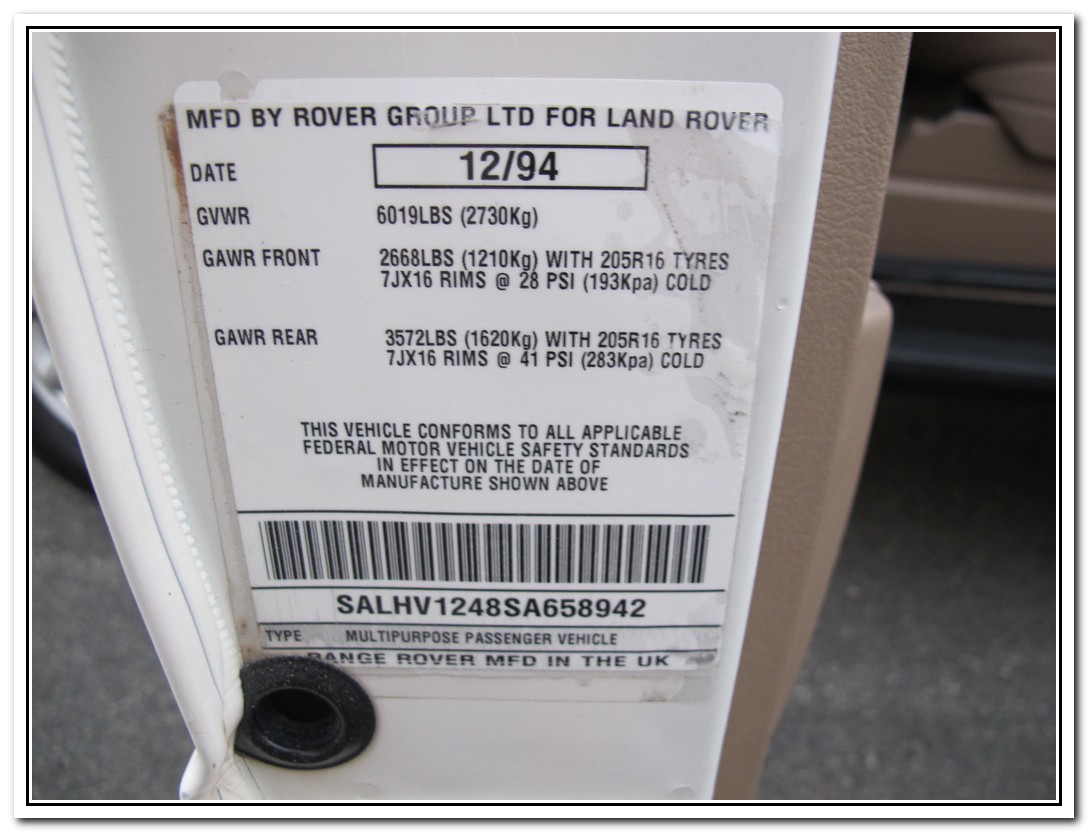 MFD BY ROVER GROUP LTD FOR LAND ROVER
DATE 12/94
GVWR 6019LBS (2730Kg)
GAWR FRONT 2668LBS (1210Kg) WITH 205R16 TYRES
7JX16 RIMS @ 28 PSI (193Kpa) COLD
GAWR REAR 3572LBS (1620Kg) WITH 205R16 TYRES
7JX16 RIMS @ 41 PSI (283Kpa) COLD
THIS VEHICLE CONFORMS TO ALL APPLICABLE
FEDERAL MOTOR VEHICLE SAFETY STANDARDS
IN EFFECT ON THE DATE OF
MANUFACTURE SHOWN ABOVE
SALHV1248SA658942
TYPE MULTIPURPOSE PASSENGER VEHICLE
RANGE ROVER MFD IN THE UK